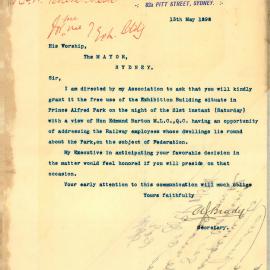 82a PITT STREET, SYDNEY.
13th May 1898
His Worship,
The MAYOR,
SYDNEY.
Sir,
I am directed by my Association to ask that you will kindly
grant it the free use of the Exhibition Building situate in
Prince Alfred Park on the night of the 21st instant (Saturday)
with a view of Hon Edmund Barton M.L.C.,Q.C. having an opportunity
of addressing the Railway employees whose dwellings lie round
about the Park,on the subject of Federation.
My Executive in anticipating your favorable decision in
the matter would feel honored if you will preside on that
occasion.
Your early attention to this communication will much oblige
Yours faithfully
Secretary.